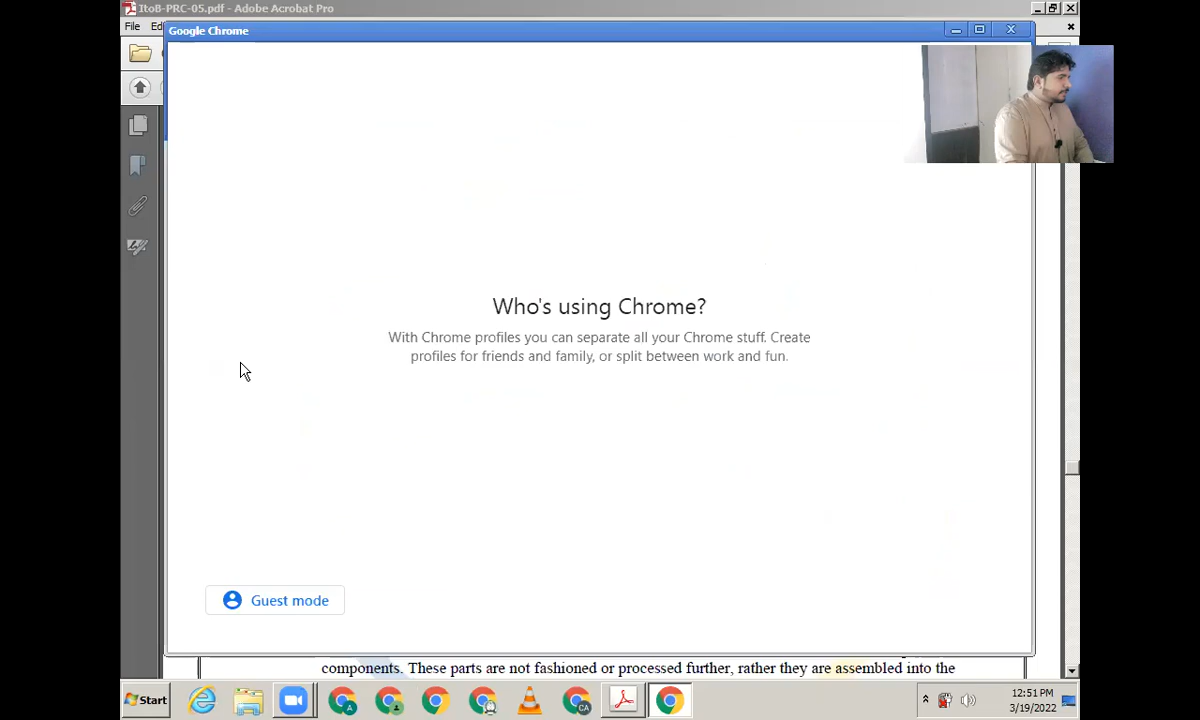 ItoB-PRC-05.pdf - Adobe Acrobat Pro
File Ed
Google Chrome
Who's using Chrome?
With Chrome profiles you can separate all your Chrome stuff. Create
profiles for friends and family, or split between work and fun.
Guest mode
components. These parts are not fashioned or processed further, rather they are assembled into the
Start
A
CA
12:51 PM
3/19/2022